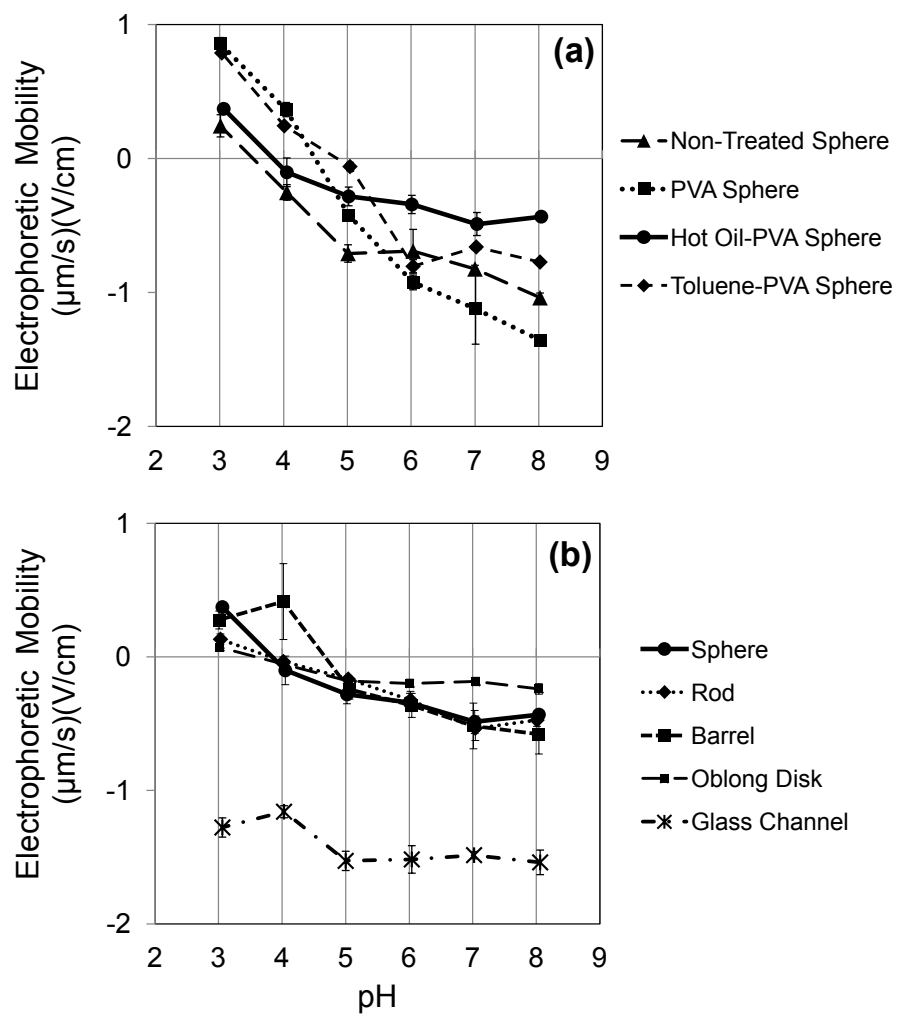 Electrophoretic Mobility
(µm/s)(V/cm)
1
0
-1
-2
2 3 4 5 6 7 8 9
(a)
Non-Treated Sphere
PVA Sphere
Hot Oil-PVA Sphere
Toluene-PVA Sphere
Electrophoretic Mobility
(µm/s)(V/cm)
1
0
-1
-2
2 3 4 5 6 7 8 9
pH
(b)
Sphere
Rod
Barrel
Oblong Disk
Glass Channel